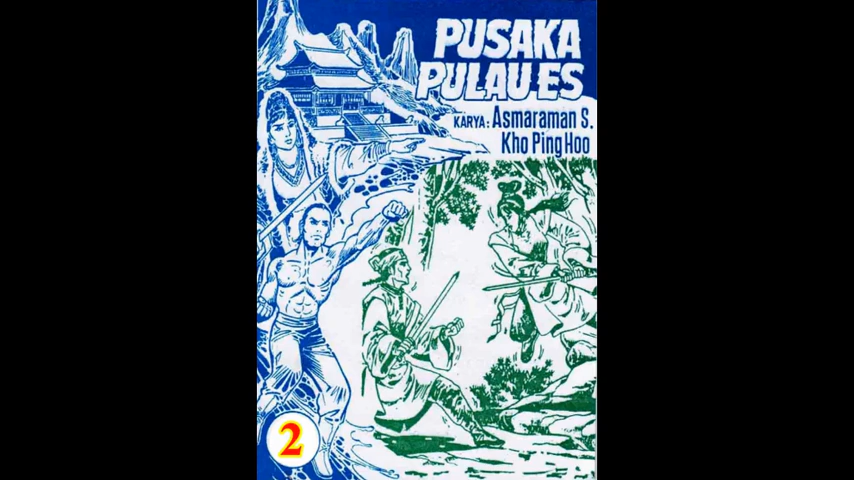 PUSAKA
PULAU ES
KARYA: Asmaraman S.
Kho Ping Hoo
2